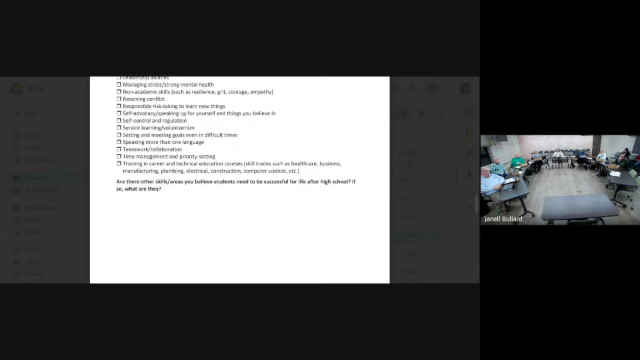 Leadership abilities
☐ Managing stress/strong mental health
☐ Non-academic skills (such as resilience, grit, courage, empathy)
☐ Resolving conflict
☐ Responsible risk-taking to learn new things
☐ Self-advocacy/speaking up for yourself and things you believe in
☐ Self-control and regulation
☐ Service learning/volunteerism
☐ Setting and meeting goals even in difficult times
☐ Speaking more than one language
☐ Teamwork/collaboration
☐ Time management and priority-setting
☐ Training in career and technical education courses (skill trades such as healthcare, business,
manufacturing, plumbing, electrical, construction, computer science, etc.)
Are there other skills/areas you believe students need to be successful for life after high school? If
so, what are they?
Janell Bullard